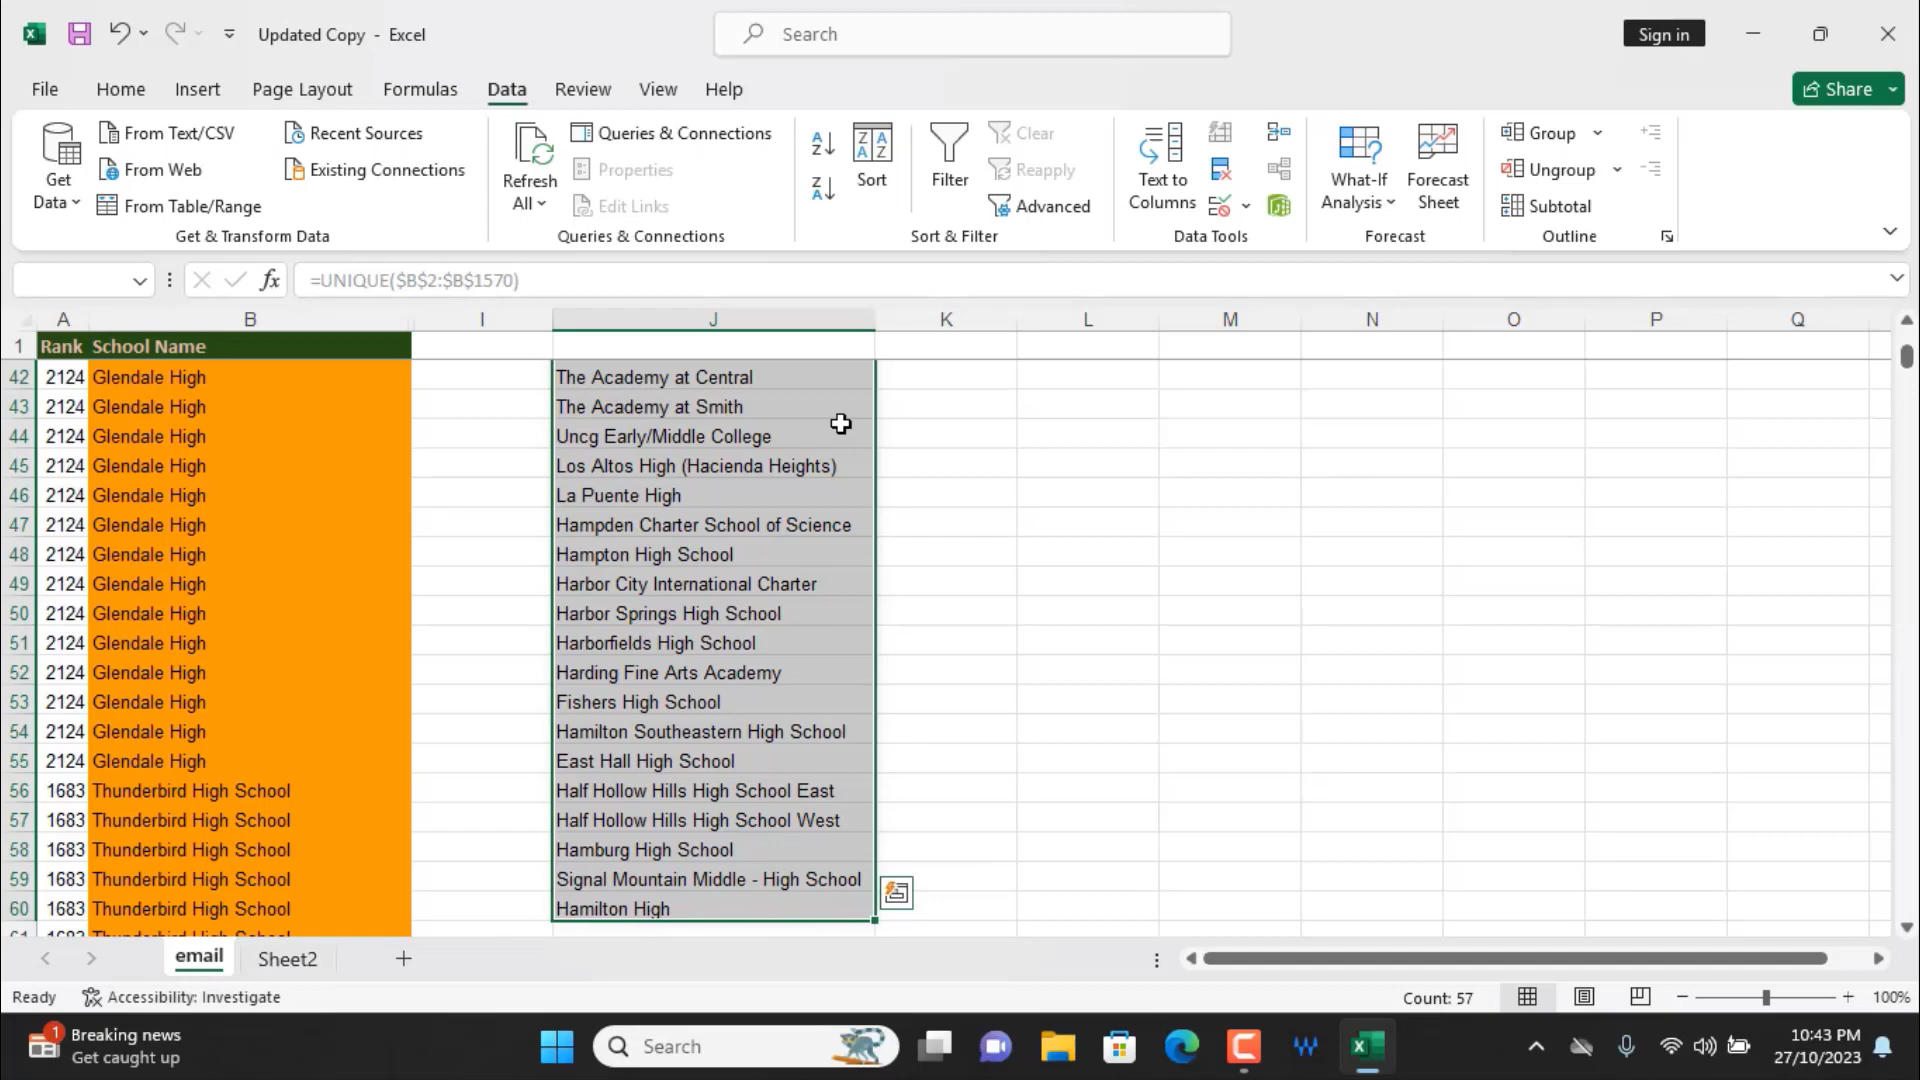 Updated Copy - Excel
Search
Sign in
File Home Insert Page Layout Formulas Data Review View Help
Share
Get Data
From Text/CSV
From Web
From Table/Range
Recent Sources
Existing Connections
Get & Transform Data
Refresh All
Queries & Connections
Properties
Edit Links
Queries & Connections
Sort
Filter
Clear
Reapply
Advanced
Sort & Filter
Text to Columns
Data Tools
What-If Analysis
Forecast Sheet
Forecast
Group
Ungroup
Subtotal
Outline
fx =UNIQUE($B$2:$B$1570)
A B I J K L M N O P Q
1 Rank School Name
42 2124 Glendale High The Academy at Central
43 2124 Glendale High The Academy at Smith
44 2124 Glendale High Uncg Early/Middle College
45 2124 Glendale High Los Altos High (Hacienda Heights)
46 2124 Glendale High La Puente High
47 2124 Glendale High Hampden Charter School of Science
48 2124 Glendale High Hampton High School
49 2124 Glendale High Harbor City International Charter
50 2124 Glendale High Harbor Springs High School
51 2124 Glendale High Harborfields High School
52 2124 Glendale High Harding Fine Arts Academy
53 2124 Glendale High Fishers High School
54 2124 Glendale High Hamilton Southeastern High School
55 2124 Glendale High East Hall High School
56 1683 Thunderbird High School Half Hollow Hills High School East
57 1683 Thunderbird High School Half Hollow Hills High School West
58 1683 Thunderbird High School Hamburg High School
59 1683 Thunderbird High School Signal Mountain Middle - High School
60 1683 Thunderbird High School Hamilton High
61 1683 Thunderbird High School
email Sheet2
Ready Accessibility: Investigate Count: 57 100%
1
Breaking news
Get caught up
Search
10:43 PM
27/10/2023